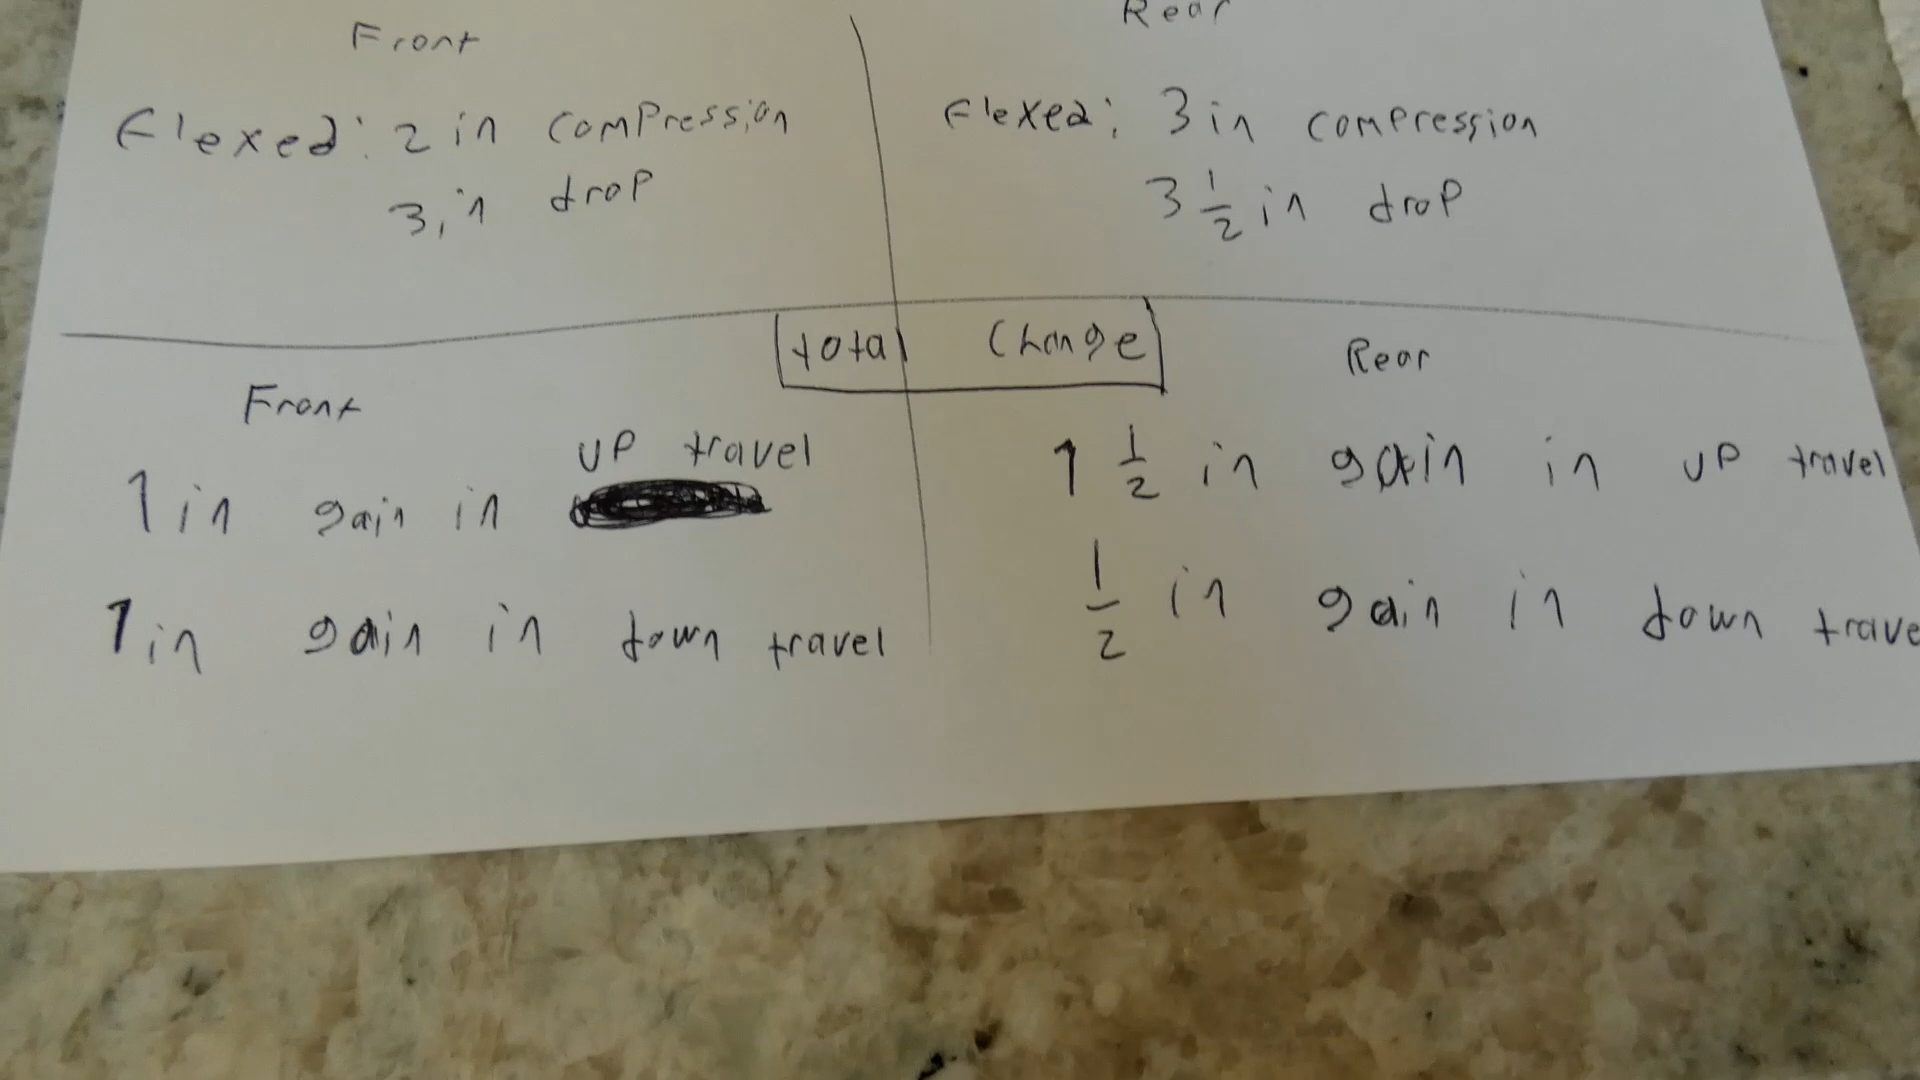 Front
Flexed: 2 in compression
3 in drop
Rear
Flexed: 3 in compression
3 1/2 in drop
total change
Front
1 in gain in up travel
1 in gain in down travel
Rear
1 1/2 in gain in up travel
1/2 in gain in down trave